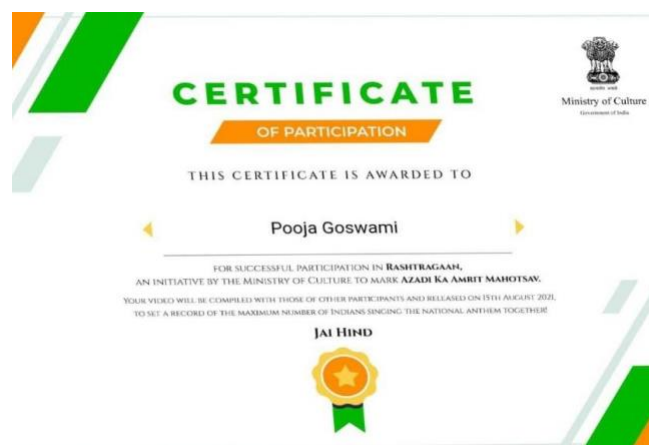 CERTIFICATE
OF PARTICIPATION
Ministry of Culture
Government of India
THIS CERTIFICATE IS AWARDED TO
Pooja Goswami
FOR SUCCESSFUL PARTICIPATION IN RASHTRAGAAN,
AN INITIATIVE BY THE MINISTRY OF CULTURE TO MARK AZADI KA AMRIT MAHOTSAV.
YOUR VIDEO WILL BE COMPILED WITH THOSE OF OTHER PARTICIPANTS AND RELEASED ON 15TH AUGUST 2021,
TO SET A RECORD OF THE MAXIMUM NUMBER OF INDIANS SINGING THE NATIONAL ANTHEM TOGETHER!
JAI HIND